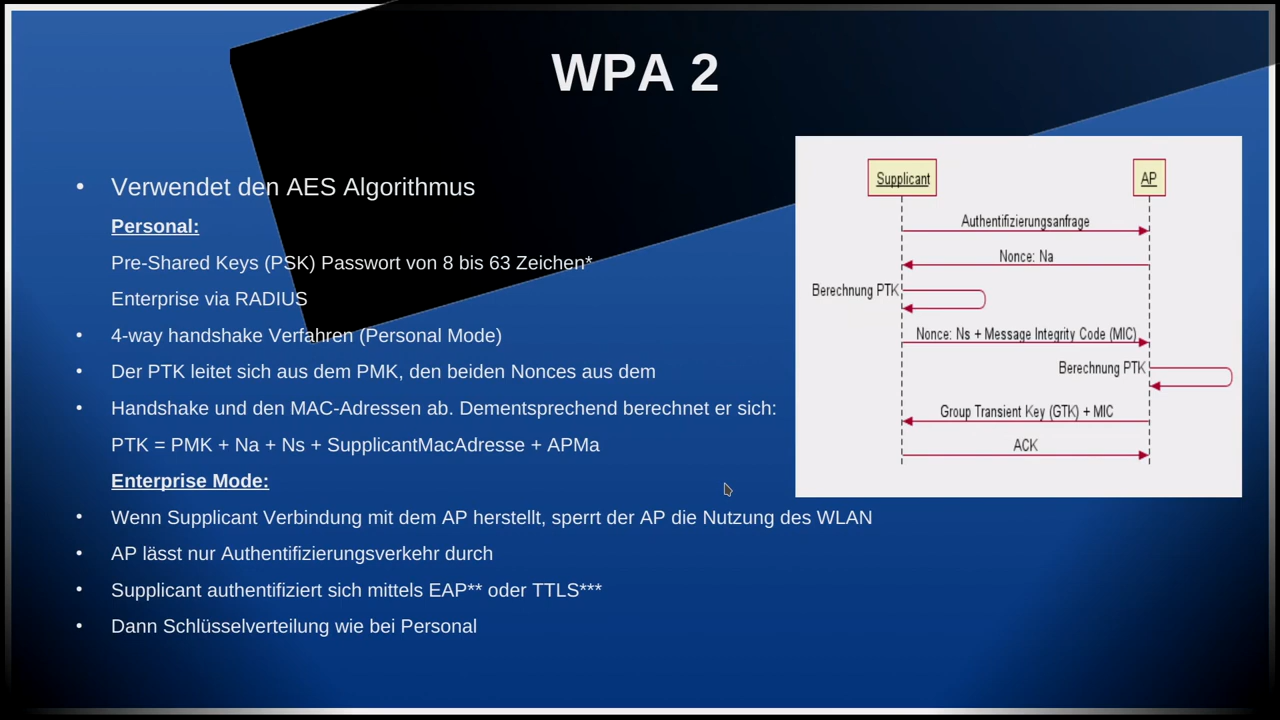 WPA 2
• Verwendet den AES Algorithmus
Personal:
Pre-Shared Keys (PSK) Passwort von 8 bis 63 Zeichen*
Enterprise via RADIUS
• 4-way handshake Verfahren (Personal Mode)
• Der PTK leitet sich aus dem PMK, den beiden Nonces aus dem
• Handshake und den MAC-Adressen ab. Dementsprechend berechnet er sich:
PTK = PMK + Na + Ns + SupplicantMacAdresse + APMa
Enterprise Mode:
• Wenn Supplicant Verbindung mit dem AP herstellt, sperrt der AP die Nutzung des WLAN
• AP lässt nur Authentifizierungsverkehr durch
• Supplicant authentifiziert sich mittels EAP** oder TTLS***
• Dann Schlüsselverteilung wie bei Personal
Supplicant
AP
Authentifizierungsanfrage
Nonce: Na
Berechnung PTK
Nonce: Ns + Message Integrity Code (MIC)
Berechnung PTK
Group Transient Key (GTK) + MIC
ACK